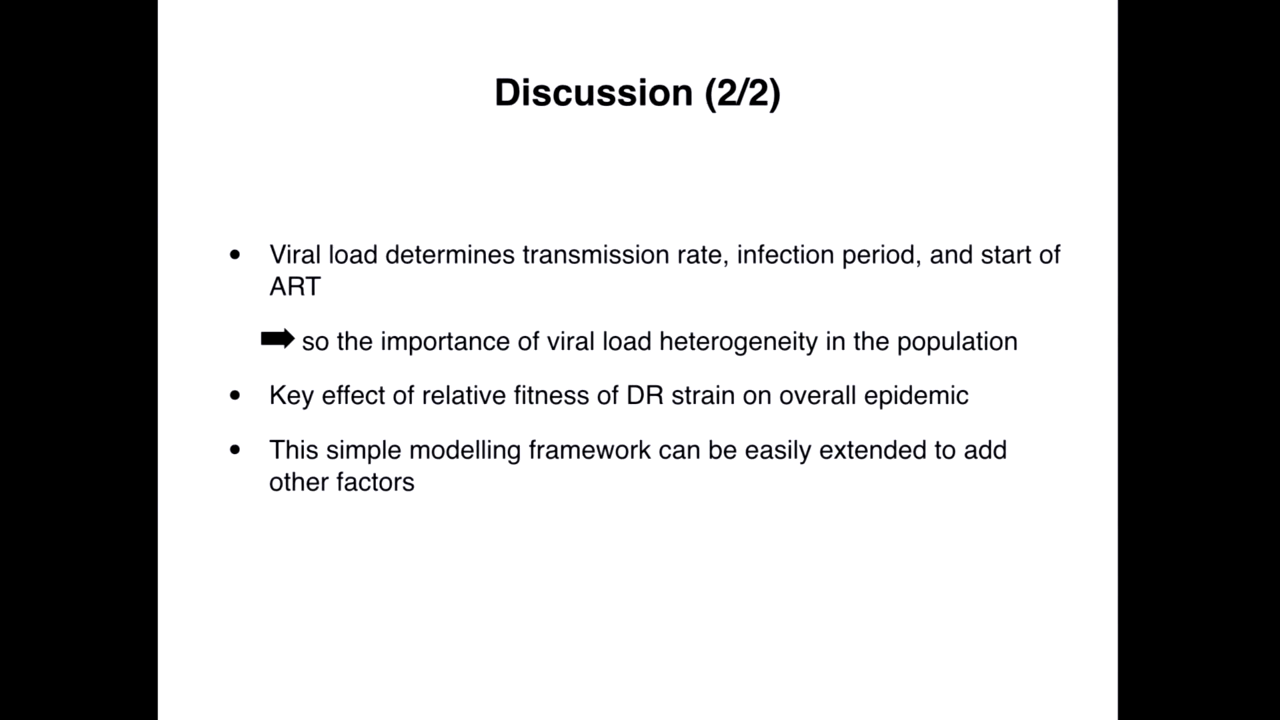 Discussion (2/2)
• Viral load determines transmission rate, infection period, and start of
ART
➡ so the importance of viral load heterogeneity in the population
• Key effect of relative fitness of DR strain on overall epidemic
• This simple modelling framework can be easily extended to add
other factors